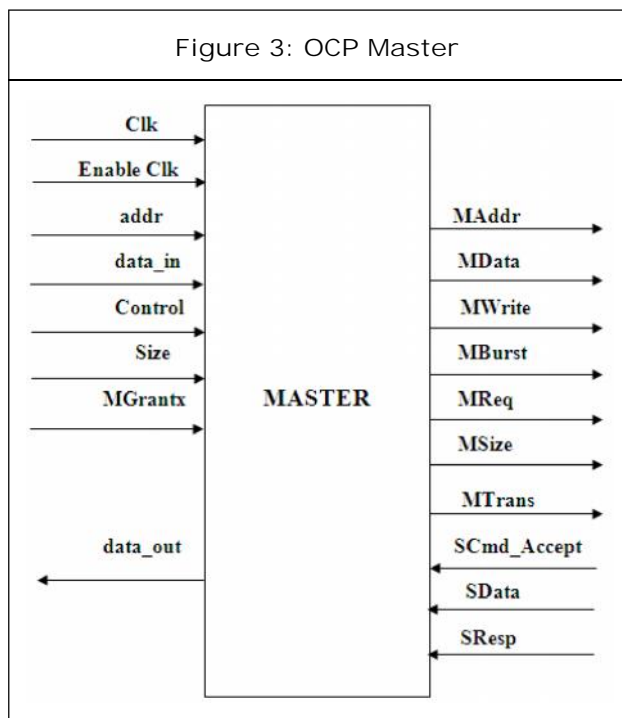 Figure 3: OCP Master
Clk
Enable Clk
addr
data_in
Control
Size
MGrantx
data_out
MASTER
MAddr
MData
MWrite
MBurst
MReq
MSize
MTrans
SCmd_Accept
SData
SResp